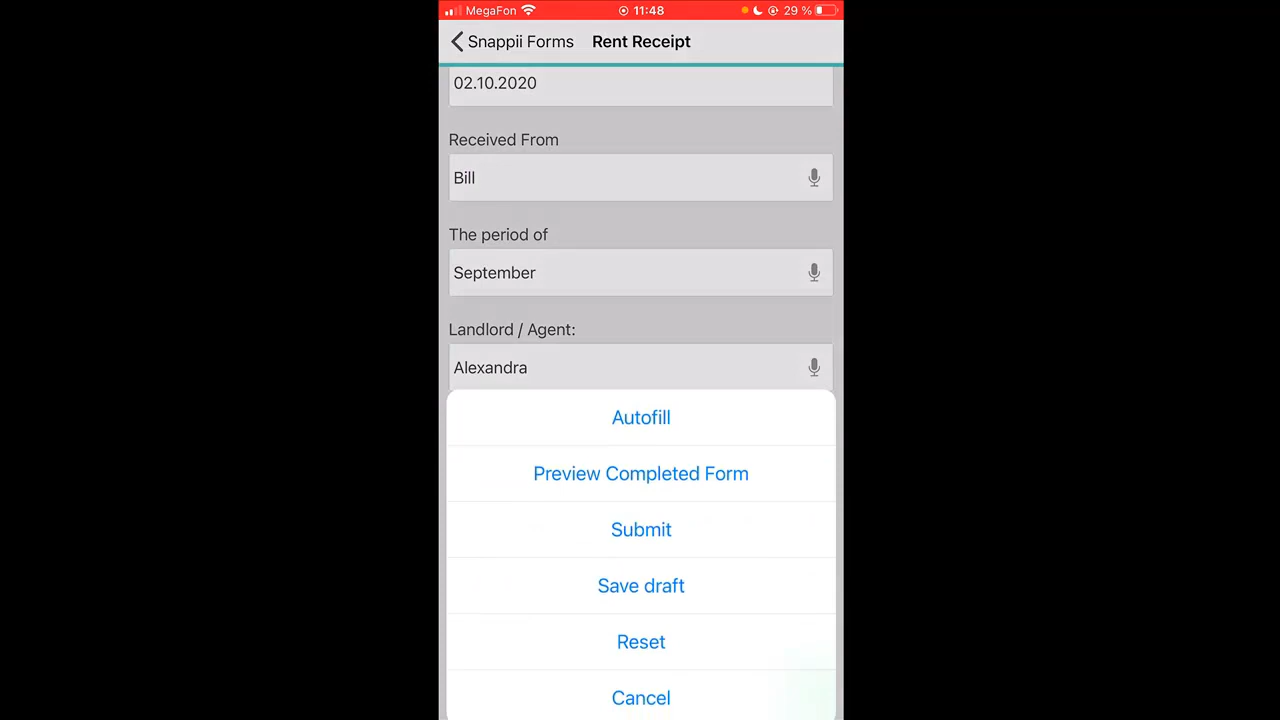 MegaFon 11:48 29 %
Snappii Forms Rent Receipt
02.10.2020
Received From
Bill
The period of
September
Landlord / Agent:
Alexandra
Autofill
Preview Completed Form
Submit
Save draft
Reset
Cancel